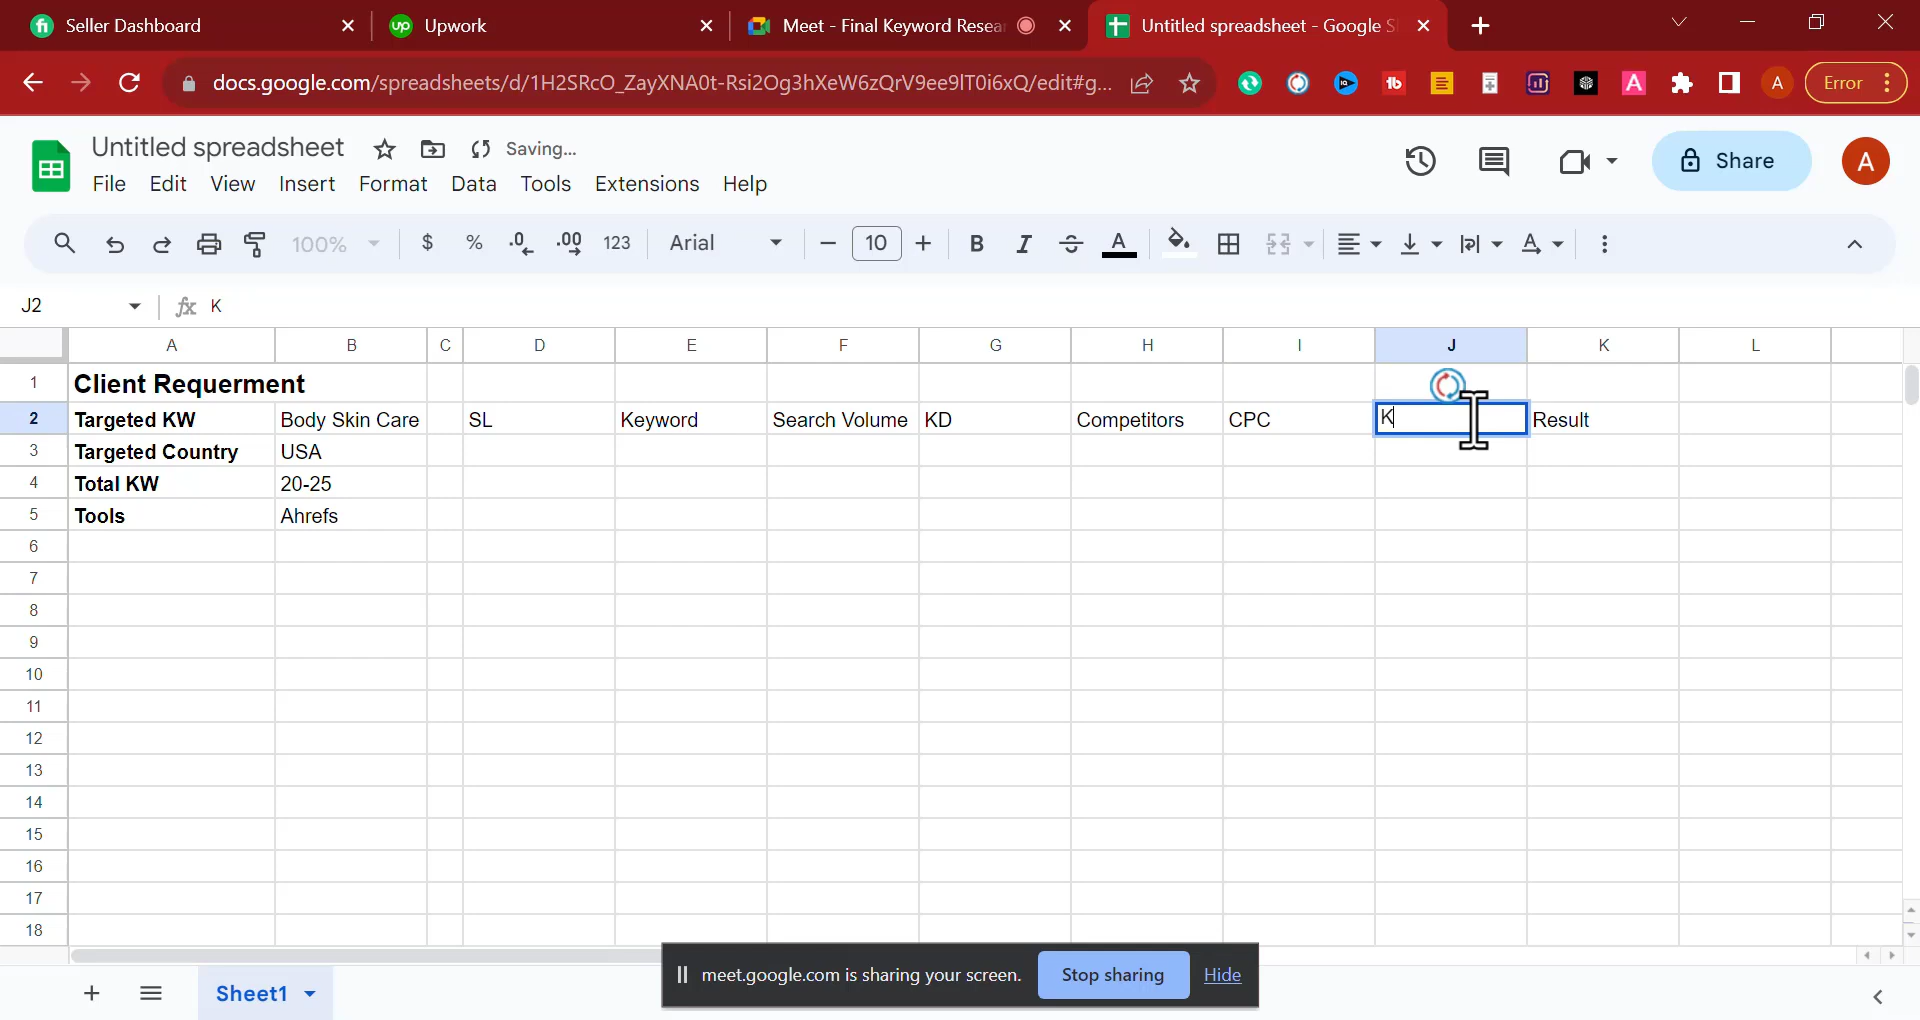 Seller Dashboard
Upwork
Meet - Final Keyword Resea
Untitled spreadsheet - Google S
docs.google.com/spreadsheets/d/1H2SRcO_ZayXNA0t-Rsi2Og3hXeW6zQrV9ee9lT0i6xQ/edit#g...
A
Error
Untitled spreadsheet
Saving...
File Edit View Insert Format Data Tools Extensions Help
Share
A
100% $ % .0 .00 123 Arial 10 B I A A
J2
fx K
A B C D E F G H I J K L
1 Client Requerment
2 Targeted KW Body Skin Care SL Keyword Search Volume KD Competitors CPC K Result
3 Targeted Country USA
4 Total KW 20-25
5 Tools Ahrefs
6
7
8
9
10
11
12
13
14
15
16
17
18
meet.google.com is sharing your screen. Stop sharing Hide
Sheet1